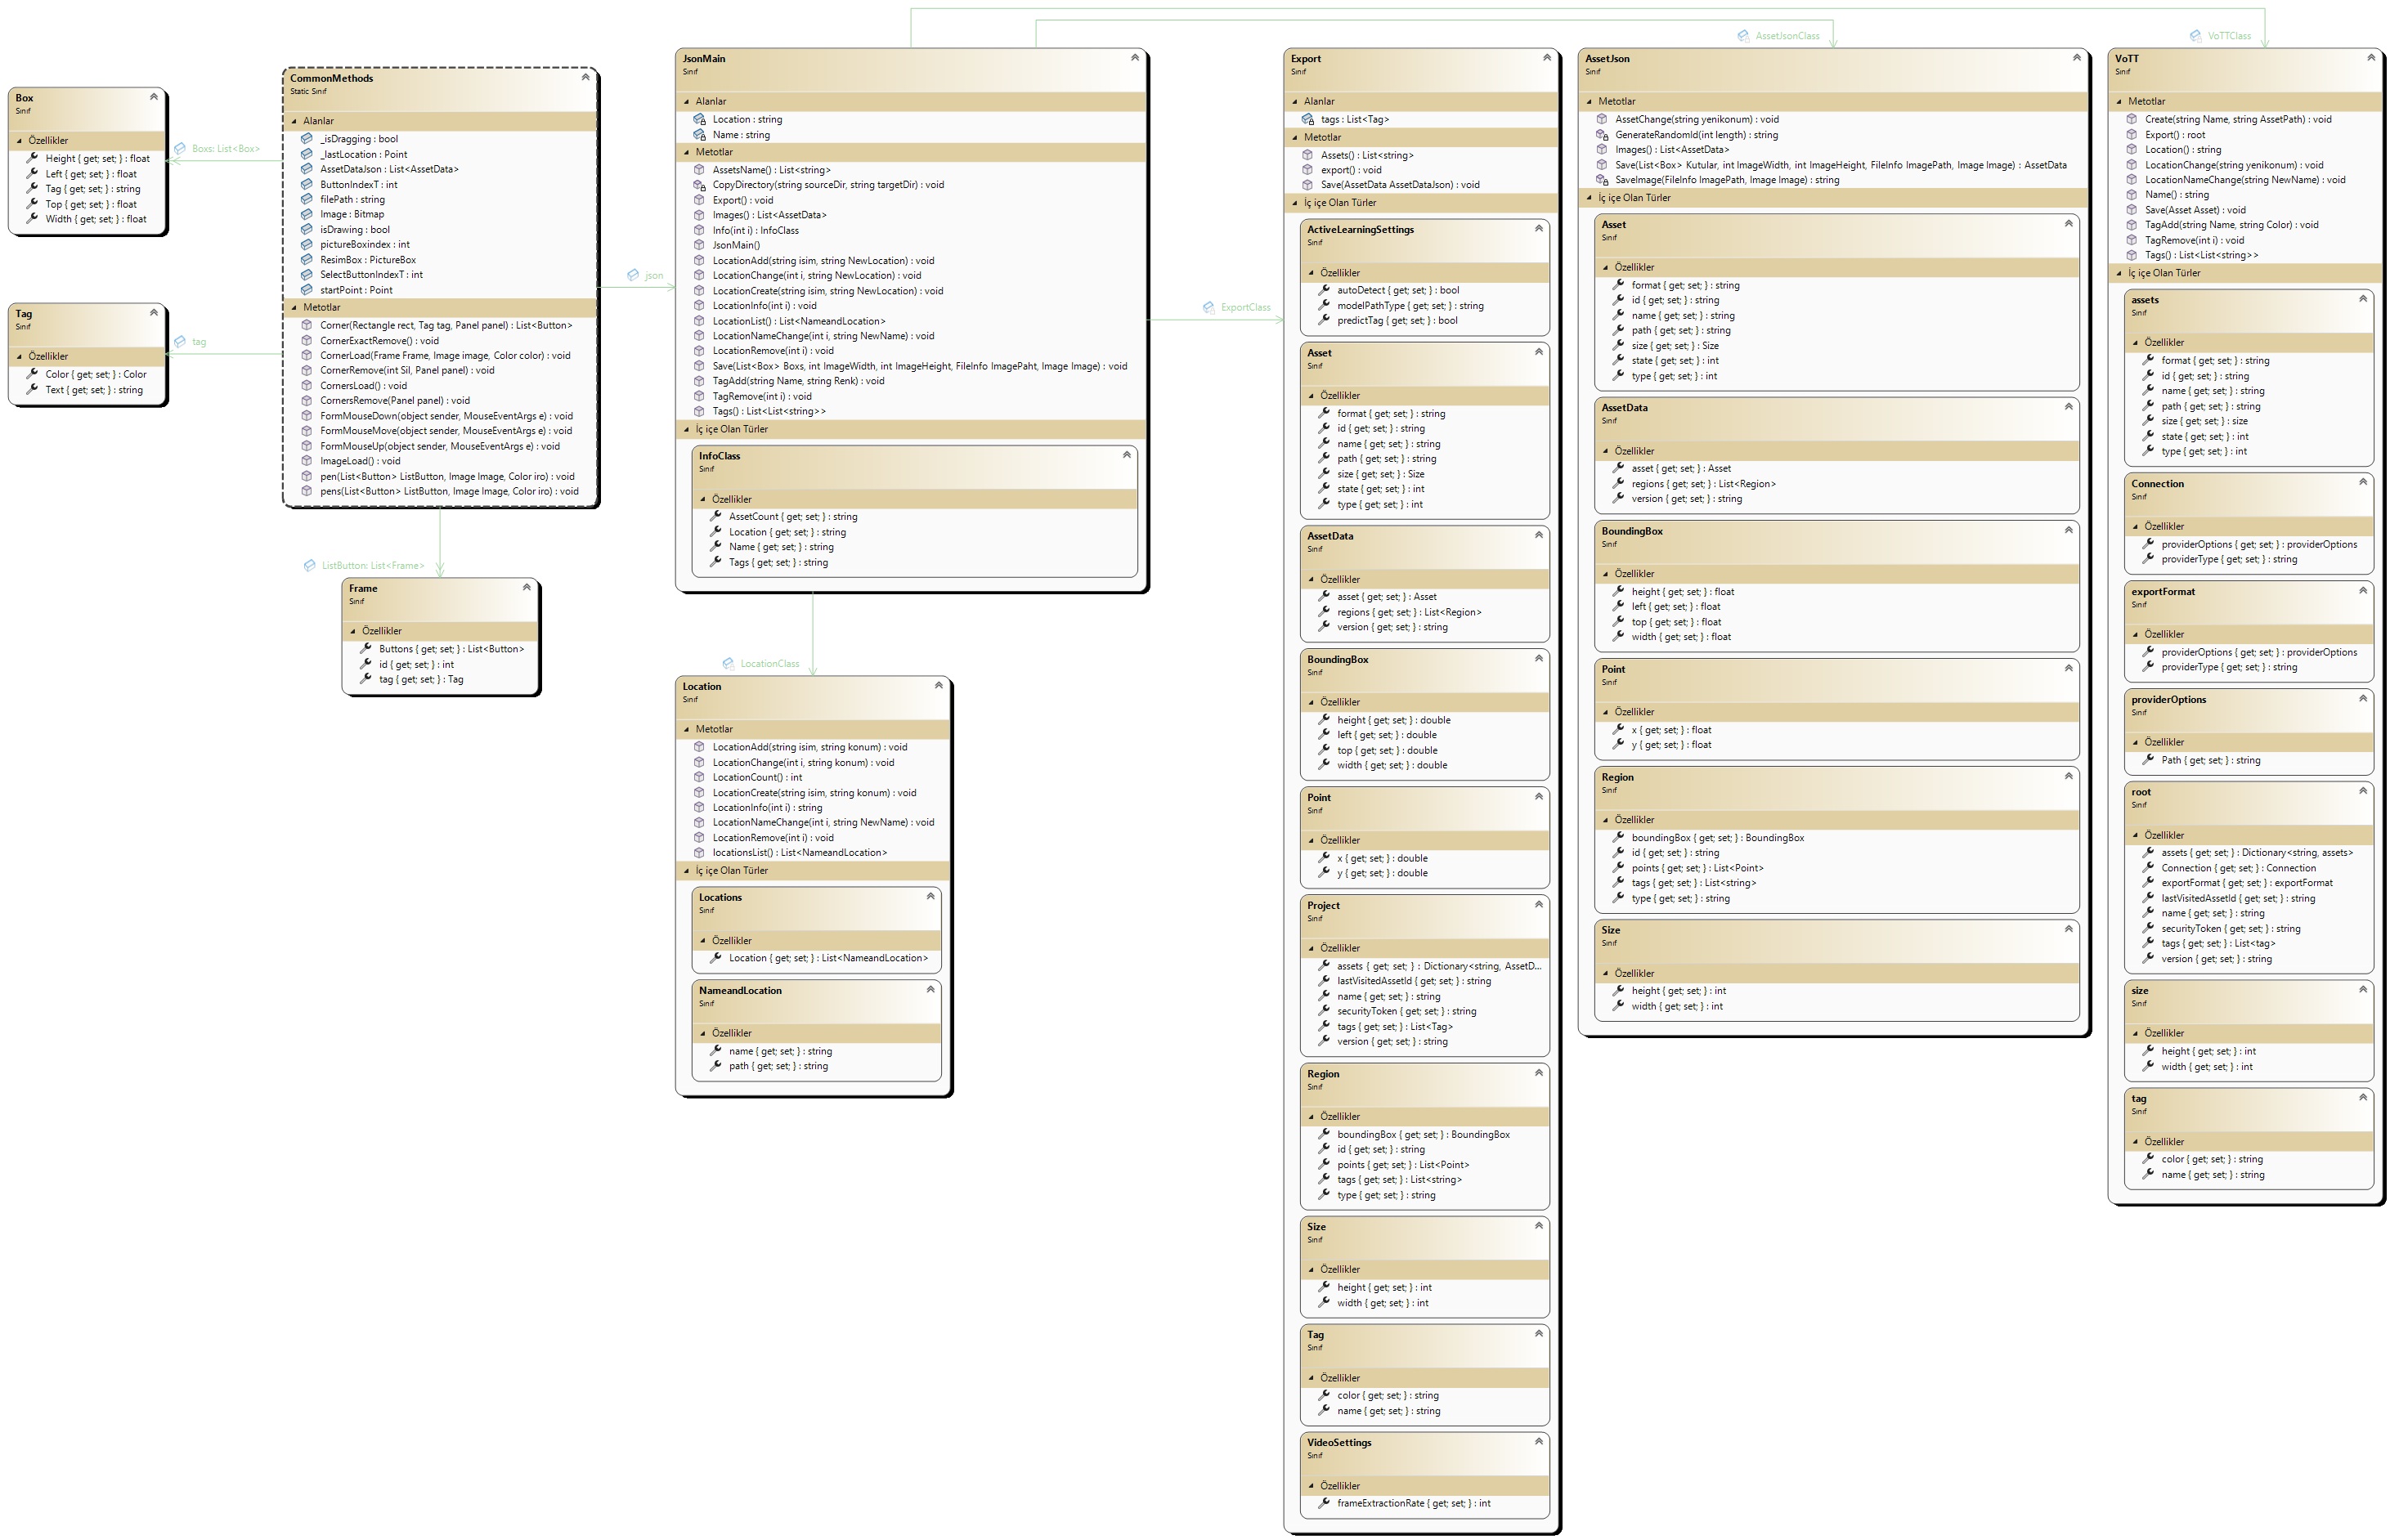 Box
Sınıf
Özellikler
Height { get; set; } : float
Left { get; set; } : float
Tag { get; set; } : string
Top { get; set; } : float
Width { get; set; } : float
Boxs: List<Box>
Tag
Sınıf
Özellikler
Color { get; set; } : Color
Text { get; set; } : string
tag
CommonMethods
Static Sınıf
Alanlar
_isDragging : bool
_lastLocation : Point
AssetDataJson : List<AssetData>
ButtonIndexT : int
filePath : string
Image : Bitmap
isDrawing : bool
pictureBoxindex : int
ResimBox : PictureBox
SelectButtonIndexT : int
startPoint : Point
Metotlar
Corner(Rectangle rect, Tag tag, Panel panel) : List<Button>
CornerExactRemove() : void
CornerLoad(Frame Frame, Image image, Color color) : void
CornerRemove(int Sil, Panel panel) : void
CornersLoad() : void
CornersRemove(Panel panel) : void
FormMouseDown(object sender, MouseEventArgs e) : void
FormMouseMove(object sender, MouseEventArgs e) : void
FormMouseUp(object sender, MouseEventArgs e) : void
ImageLoad() : void
pen(List<Button> ListButton, Image Image, Color iro) : void
pens(List<Button> ListButton, Image Image, Color iro) : void
ListButton: List<Frame>
Frame
Sınıf
Özellikler
Buttons { get; set; } : List<Button>
id { get; set; } : int
tag { get; set; } : Tag
json
JsonMain
Sınıf
Alanlar
Location : string
Name : string
Metotlar
AssetsName() : List<string>
CopyDirectory(string sourceDir, string targetDir) : void
Export() : void
Images() : List<AssetData>
Info(int i) : InfoClass
JsonMain()
LocationAdd(string isim, string NewLocation) : void
LocationChange(int i, string NewLocation) : void
LocationCreate(string isim, string NewLocation) : void
LocationInfo(int i) : void
LocationList() : List<NameandLocation>
LocationNameChange(int i, string NewName) : void
LocationRemove(int i) : void
Save(List<Box> Boxs, int ImageWidth, int ImageHeight, FileInfo ImagePaht, Image Image) : void
TagAdd(string Name, string Renk) : void
TagRemove(int i) : void
Tags() : List<List<string>>
İç içe Olan Türler
InfoClass
Sınıf
Özellikler
AssetCount { get; set; } : string
Location { get; set; } : string
Name { get; set; } : string
Tags { get; set; } : string
LocationClass
Location
Sınıf
Metotlar
LocationAdd(string isim, string konum) : void
LocationChange(int i, string konum) : void
LocationCount() : int
LocationCreate(string isim, string konum) : void
LocationInfo(int i) : string
LocationNameChange(int i, string NewName) : void
LocationRemove(int i) : void
locationsList() : List<NameandLocation>
İç içe Olan Türler
Locations
Sınıf
Özellikler
Location { get; set; } : List<NameandLocation>
NameandLocation
Sınıf
Özellikler
name { get; set; } : string
path { get; set; } : string
ExportClass
Export
Sınıf
Alanlar
tags : List<Tag>
Metotlar
Assets() : List<string>
export() : void
Save(AssetData AssetDataJson) : void
İç içe Olan Türler
ActiveLearningSettings
Sınıf
Özellikler
autoDetect { get; set; } : bool
modelPathType { get; set; } : string
predictTag { get; set; } : bool
Asset
Sınıf
Özellikler
format { get; set; } : string
id { get; set; } : string
name { get; set; } : string
path { get; set; } : string
size { get; set; } : Size
state { get; set; } : int
type { get; set; } : int
AssetData
Sınıf
Özellikler
asset { get; set; } : Asset
regions { get; set; } : List<Region>
version { get; set; } : string
BoundingBox
Sınıf
Özellikler
height { get; set; } : double
left { get; set; } : double
top { get; set; } : double
width { get; set; } : double
Point
Sınıf
Özellikler
x { get; set; } : double
y { get; set; } : double
Project
Sınıf
Özellikler
assets { get; set; } : Dictionary<string, AssetD...
lastVisitedAssetId { get; set; } : string
name { get; set; } : string
securityToken { get; set; } : string
tags { get; set; } : List<Tag>
version { get; set; } : string
Region
Sınıf
Özellikler
boundingBox { get; set; } : BoundingBox
id { get; set; } : string
points { get; set; } : List<Point>
tags { get; set; } : List<string>
type { get; set; } : string
Size
Sınıf
Özellikler
height { get; set; } : int
width { get; set; } : int
Tag
Sınıf
Özellikler
color { get; set; } : string
name { get; set; } : string
VideoSettings
Sınıf
Özellikler
frameExtractionRate { get; set; } : int
AssetJsonClass
AssetJson
Sınıf
Metotlar
AssetChange(string yenikonum) : void
GenerateRandomId(int length) : string
Images() : List<AssetData>
Save(List<Box> Kutular, int ImageWidth, int ImageHeight, FileInfo ImagePath, Image Image) : AssetData
SaveImage(FileInfo ImagePath, Image Image) : string
İç içe Olan Türler
Asset
Sınıf
Özellikler
format { get; set; } : string
id { get; set; } : string
name { get; set; } : string
path { get; set; } : string
size { get; set; } : Size
state { get; set; } : int
type { get; set; } : int
AssetData
Sınıf
Özellikler
asset { get; set; } : Asset
regions { get; set; } : List<Region>
version { get; set; } : string
BoundingBox
Sınıf
Özellikler
height { get; set; } : float
left { get; set; } : float
top { get; set; } : float
width { get; set; } : float
Point
Sınıf
Özellikler
x { get; set; } : float
y { get; set; } : float
Region
Sınıf
Özellikler
boundingBox { get; set; } : BoundingBox
id { get; set; } : string
points { get; set; } : List<Point>
tags { get; set; } : List<string>
type { get; set; } : string
Size
Sınıf
Özellikler
height { get; set; } : int
width { get; set; } : int
VoTTClass
VoTT
Sınıf
Metotlar
Create(string Name, string AssetPath) : void
Export() : root
Location() : string
LocationChange(string yenikonum) : void
LocationNameChange(string NewName) : void
Name() : string
Save(Asset Asset) : void
TagAdd(string Name, string Color) : void
TagRemove(int i) : void
Tags() : List<List<string>>
İç içe Olan Türler
assets
Sınıf
Özellikler
format { get; set; } : string
id { get; set; } : string
name { get; set; } : string
path { get; set; } : string
size { get; set; } : size
state { get; set; } : int
type { get; set; } : int
Connection
Sınıf
Özellikler
providerOptions { get; set; } : providerOptions
providerType { get; set; } : string
exportFormat
Sınıf
Özellikler
providerOptions { get; set; } : providerOptions
providerType { get; set; } : string
providerOptions
Sınıf
Özellikler
Path { get; set; } : string
root
Sınıf
Özellikler
assets { get; set; } : Dictionary<string, assets>
Connection { get; set; } : Connection
exportFormat { get; set; } : exportFormat
lastVisitedAssetId { get; set; } : string
name { get; set; } : string
securityToken { get; set; } : string
tags { get; set; } : List<tag>
version { get; set; } : string
size
Sınıf
Özellikler
height { get; set; } : int
width { get; set; } : int
tag
Sınıf
Özellikler
color { get; set; } : string
name { get; set; } : string